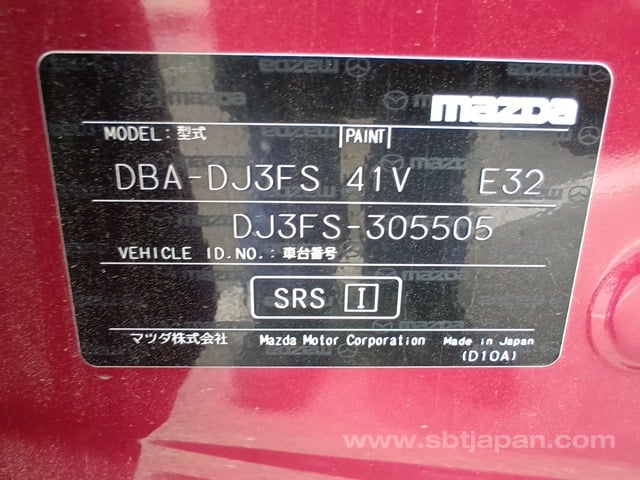 mazda
MODEL : 型式 PAINT
DBA-DJ3FS 41V E32
DJ3FS-305505
VEHICLE ID.NO. : 車台番号
SRS I
マツダ株式会社 Mazda Motor Corporation Made in Japan
(D10A)
www.sbtjapan.com